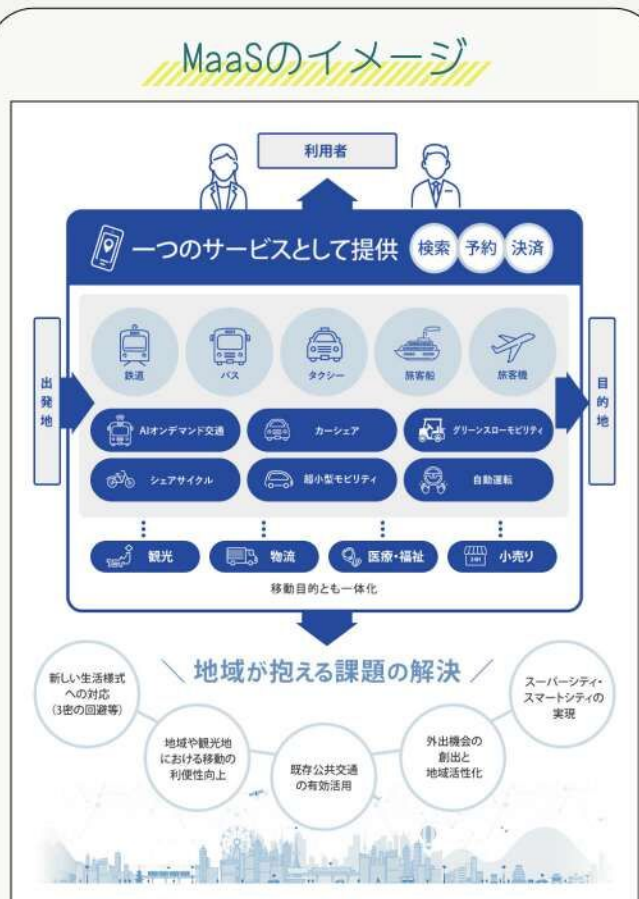 MaaSのイメージ
利用者
一つのサービスとして提供 検索 予約 決済
出発地
目的地
鉄道 バス タクシー 旅客船 旅客機
AIオンデマンド交通 カーシェア グリーンスローモビリティ
シェアサイクル 超小型モビリティ 自動運転
観光 物流 医療・福祉 小売り
移動目的とも一体化
地域が抱える課題の解決
新しい生活様式
への対応
(3密の回避等)
地域や観光地
における移動の
利便性向上
既存公共交通
の有効活用
外出機会の
創出と
地域活性化
スーパーシティ・
スマートシティの
実現